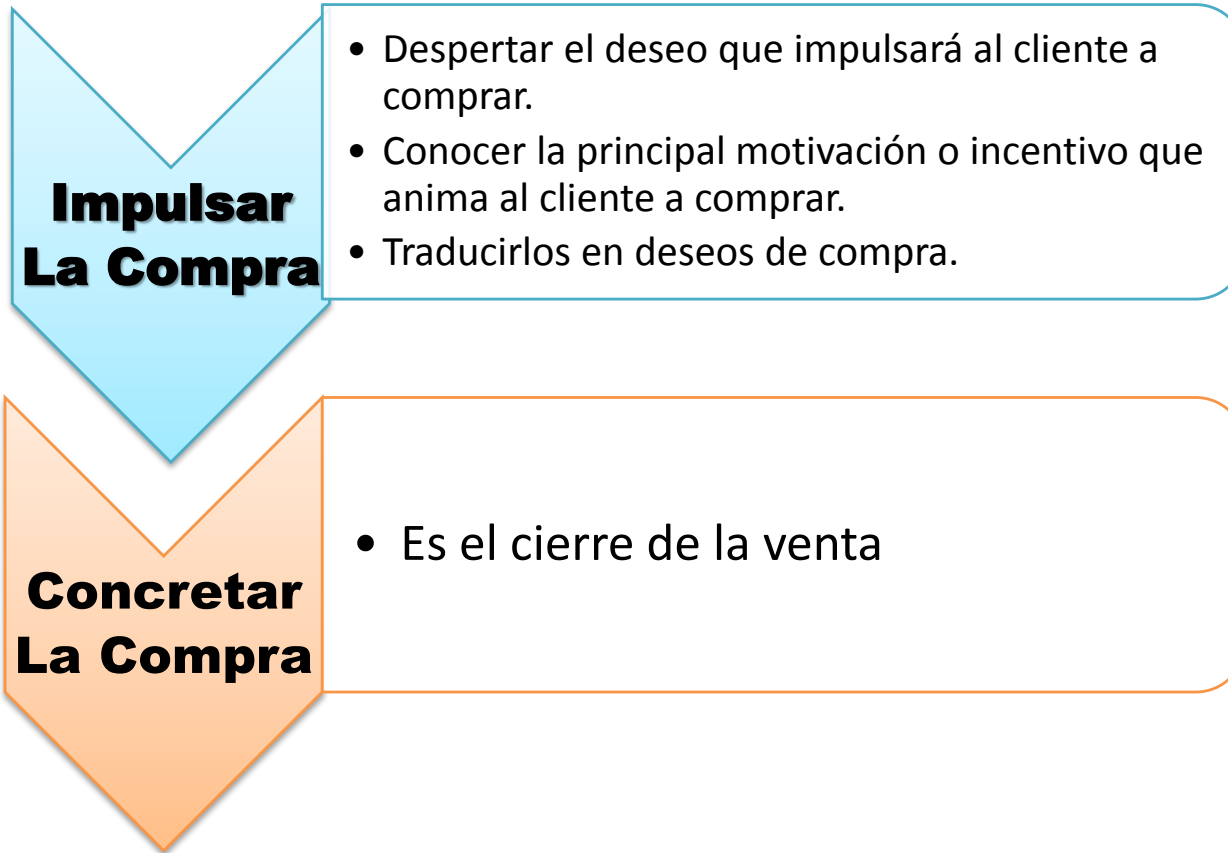 Impulsar
La Compra
• Despertar el deseo que impulsará al cliente a
comprar.
• Conocer la principal motivación o incentivo que
anima al cliente a comprar.
• Traducirlos en deseos de compra.
Concretar
La Compra
• Es el cierre de la venta